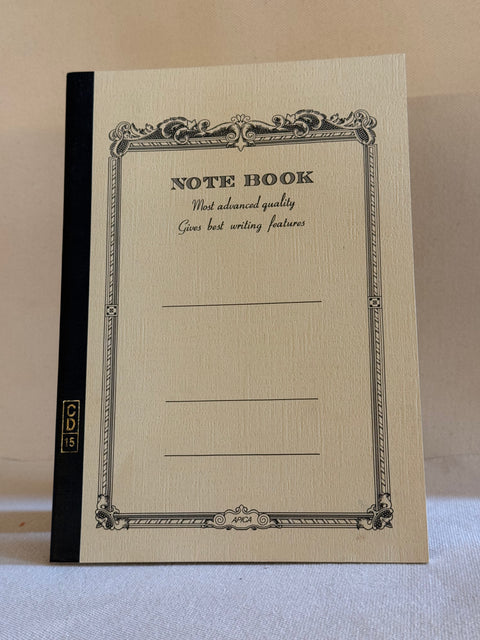 NOTE BOOK
Most advanced quality
Gives best writing features
CD
15
APICA